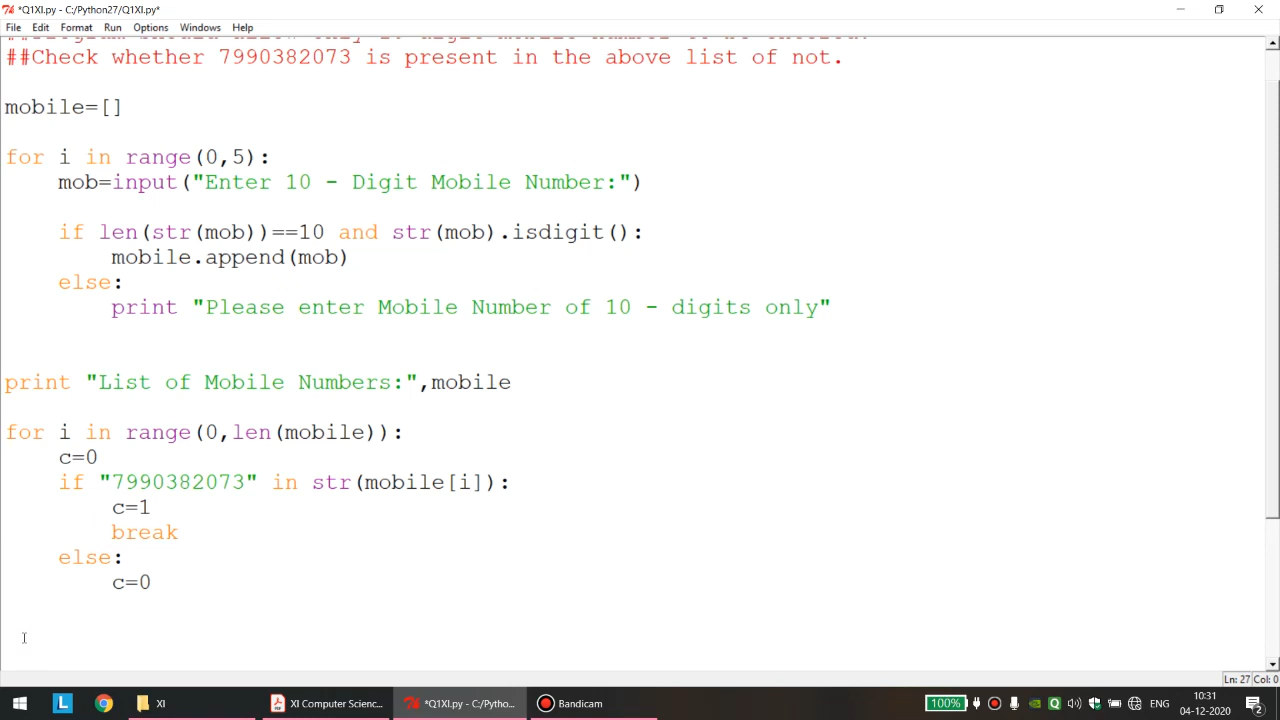 *Q1XI.py - C:/Python27/Q1XI.py*
File Edit Format Run Options Windows Help
##Check whether 7990382073 is present in the above list of not.
mobile=[]
for i in range(0,5):
mob=input("Enter 10 - Digit Mobile Number:")
if len(str(mob))==10 and str(mob).isdigit():
mobile.append(mob)
else:
print "Please enter Mobile Number of 10 - digits only"
print "List of Mobile Numbers:",mobile
for i in range(0,len(mobile)):
c=0
if "7990382073" in str(mobile[i]):
c=1
break
else:
c=0
Ln: 27 Col: 0
L XI XI Computer Scienc... *Q1XI.py - C:/Pytho... Bandicam 100% ENG 10:31
04-12-2020 2